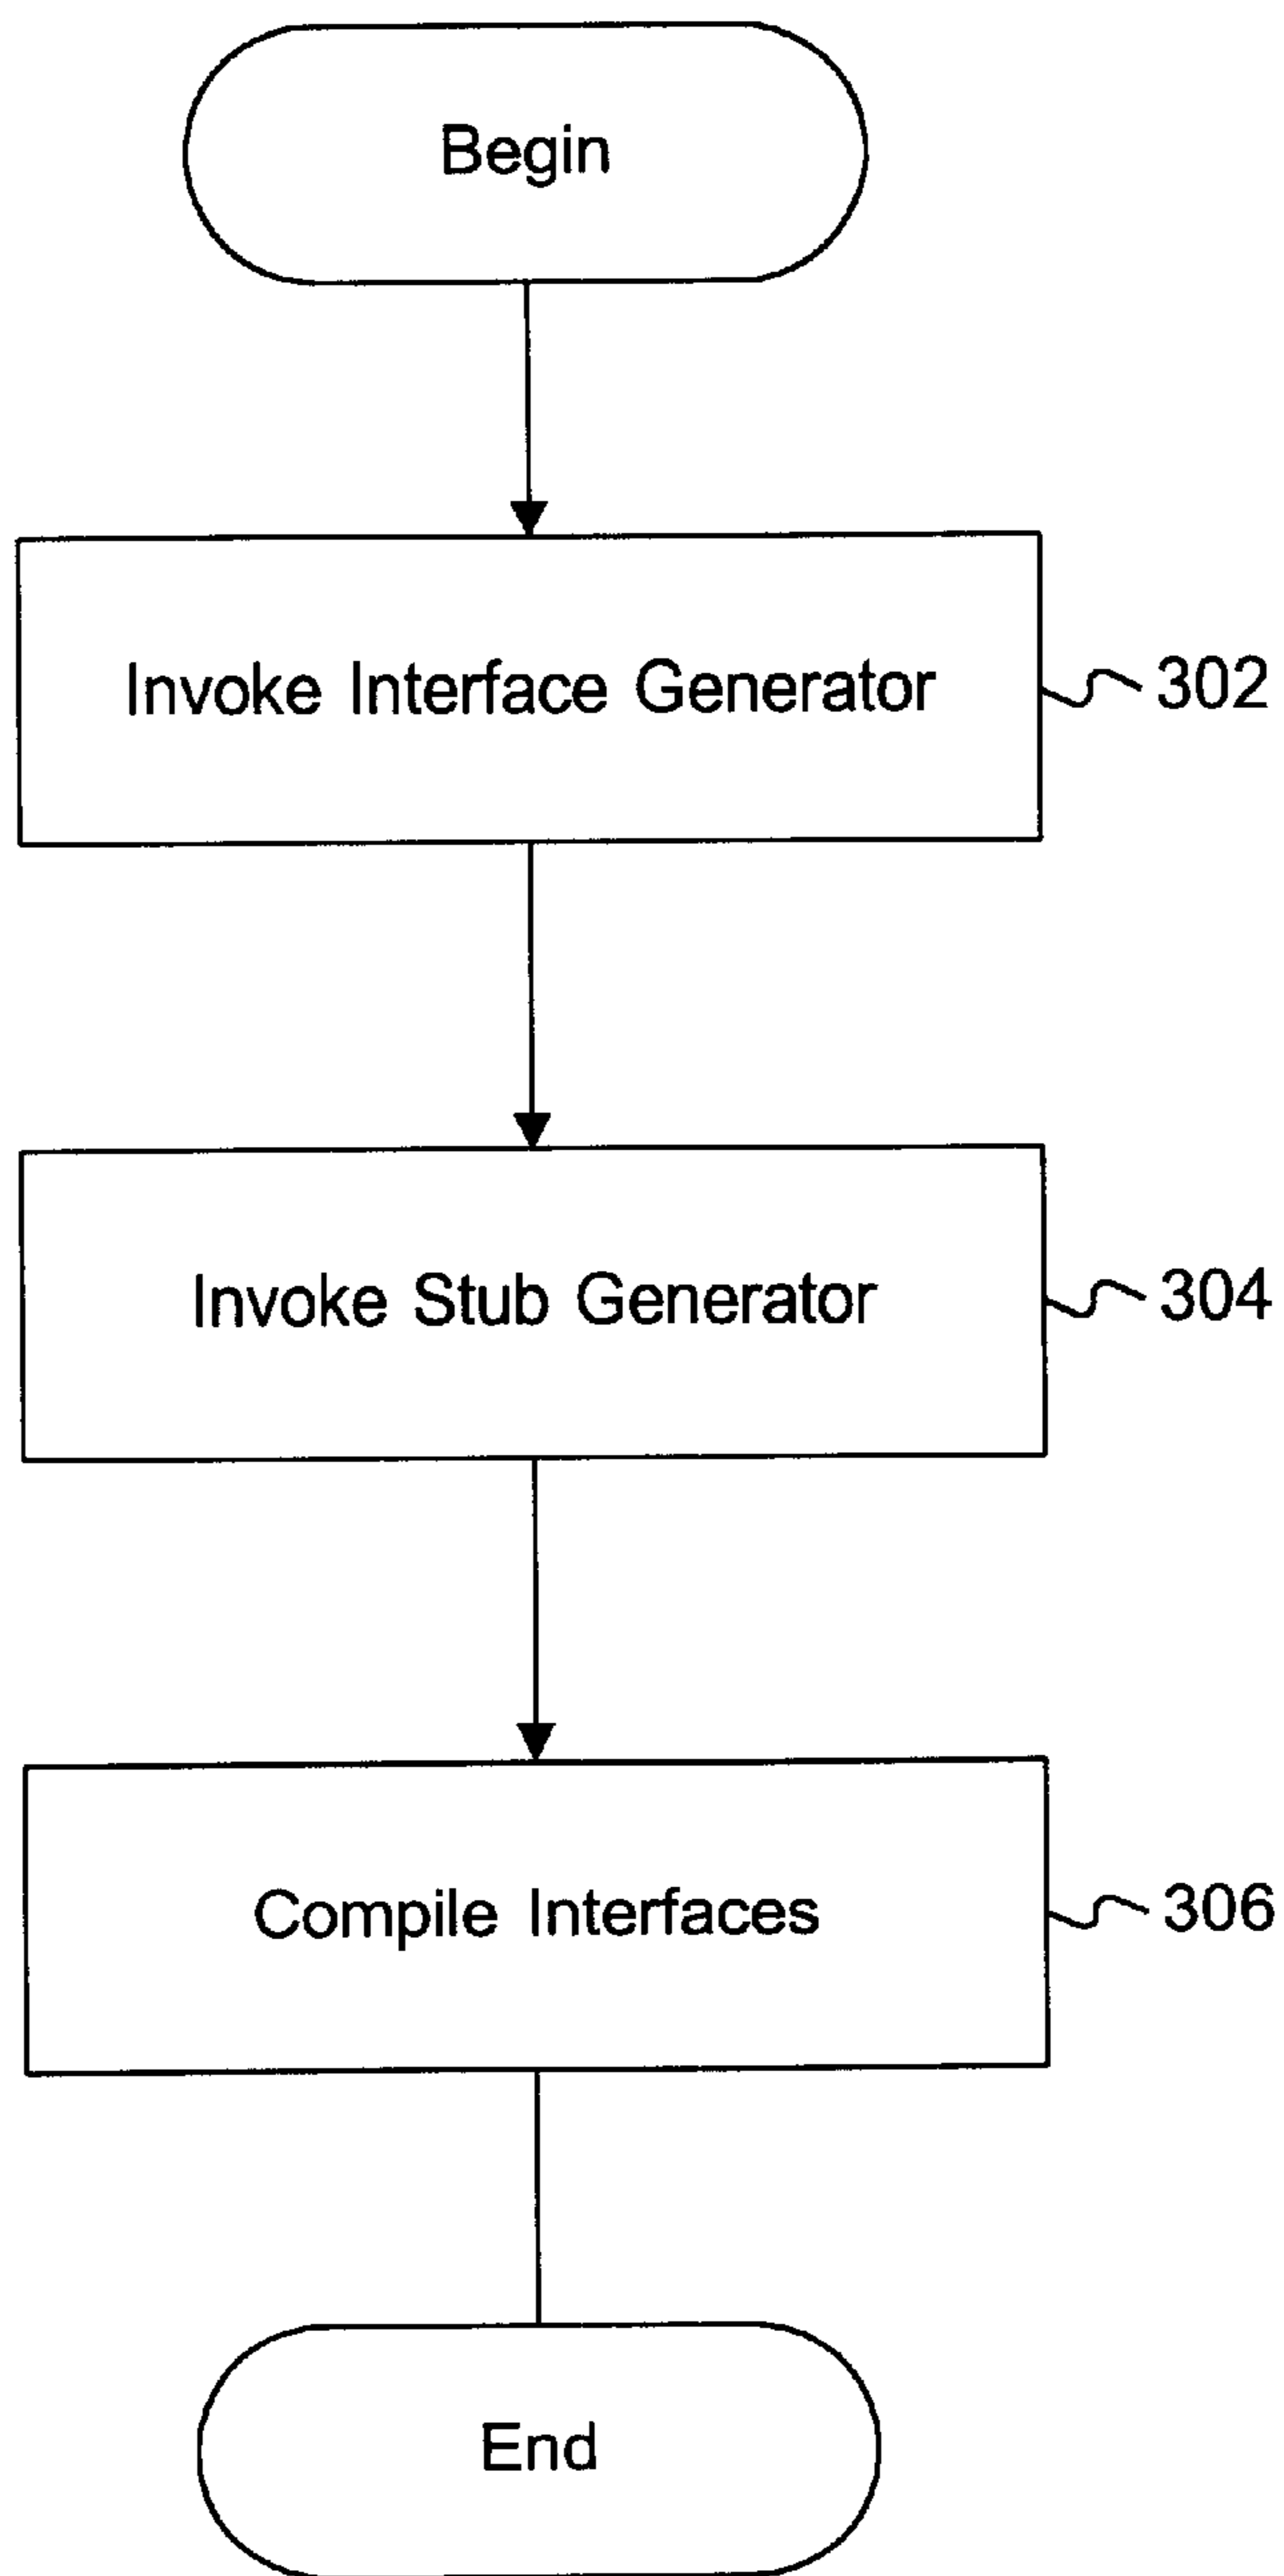 Begin
Invoke Interface Generator
302
Invoke Stub Generator
304
Compile Interfaces
306
End